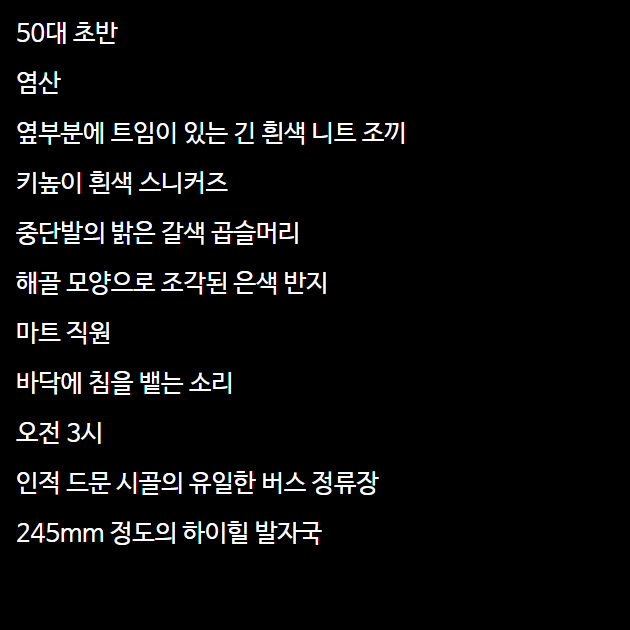 50대 초반
염산
옆부분에 트임이 있는 긴 흰색 니트 조끼
키높이 흰색 스니커즈
중단발의 밝은 갈색 곱슬머리
해골 모양으로 조각된 은색 반지
마트 직원
바닥에 침을 뱉는 소리
오전 3시
인적 드문 시골의 유일한 버스 정류장
245mm 정도의 하이힐 발자국